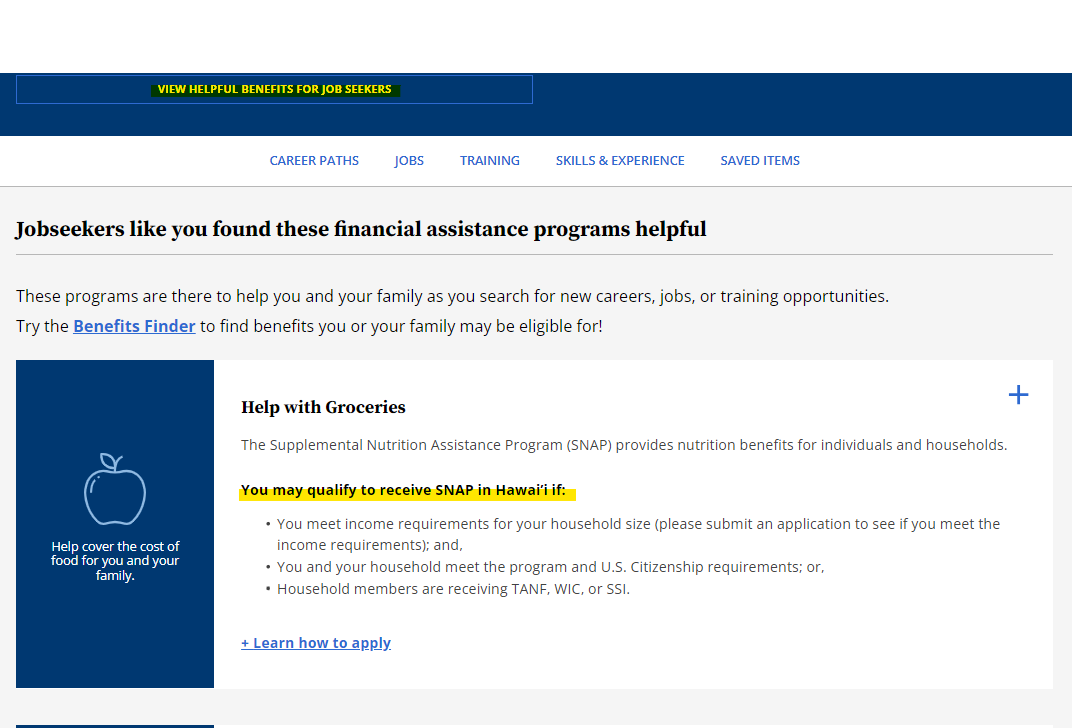 VIEW HELPFUL BENEFITS FOR JOB SEEKERS
CAREER PATHS JOBS TRAINING SKILLS & EXPERIENCE SAVED ITEMS
Jobseekers like you found these financial assistance programs helpful
These programs are there to help you and your family as you search for new careers, jobs, or training opportunities.
Try the Benefits Finder to find benefits you or your family may be eligible for!
Help cover the cost of
food for you and your
family.
Help with Groceries
The Supplemental Nutrition Assistance Program (SNAP) provides nutrition benefits for individuals and households.
You may qualify to receive SNAP in Hawai‘i if:
• You meet income requirements for your household size (please submit an application to see if you meet the
income requirements); and,
• You and your household meet the program and U.S. Citizenship requirements; or,
• Household members are receiving TANF, WIC, or SSI.
+ Learn how to apply